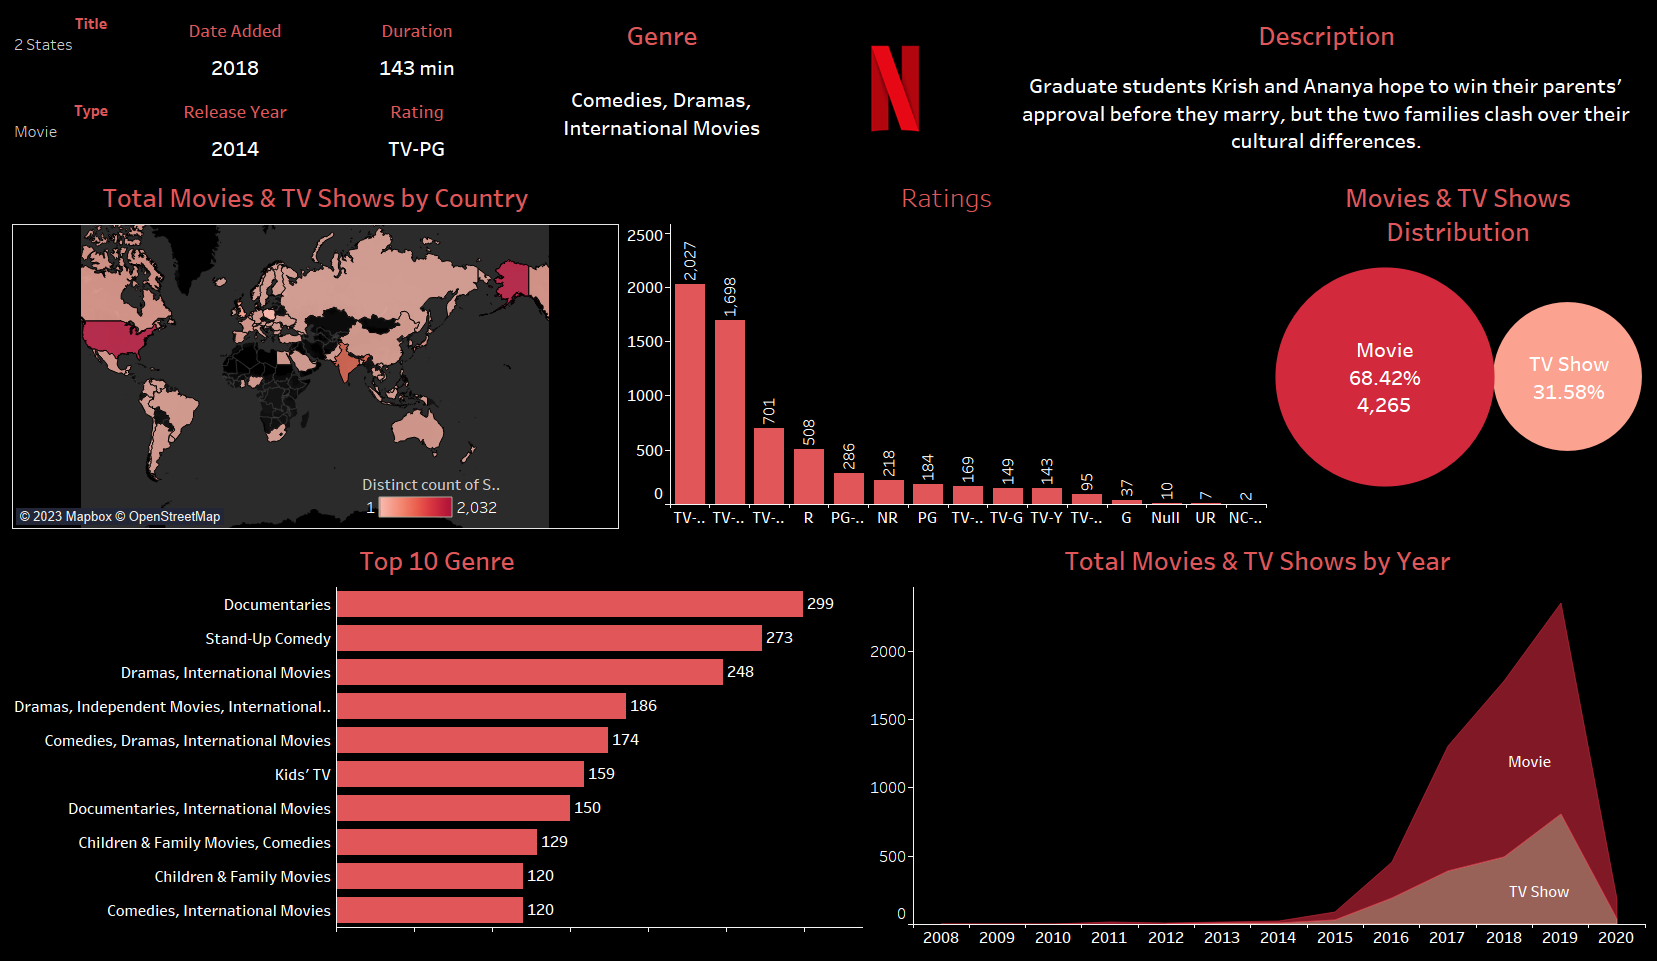 Title
2 States
Date Added
2018
Duration
143 min
Type
Movie
Release Year
2014
Rating
TV-PG
Genre
Comedies, Dramas,
International Movies
Description
Graduate students Krish and Ananya hope to win their parents’
approval before they marry, but the two families clash over their
cultural differences.
Total Movies & TV Shows by Country
Distinct count of S..
1 2,032
© 2023 Mapbox © OpenStreetMap
Ratings
2500
2000
1500
1000
500
0
2,027
1,698
701
508
286
218
184
169
149
143
95
37
10
7
2
TV-.. TV-.. TV-.. R PG-.. NR PG TV-.. TV-G TV-Y TV-.. G Null UR NC-..
Movies & TV Shows
Distribution
Movie
68.42%
4,265
TV Show
31.58%
Top 10 Genre
Documentaries 299
Stand-Up Comedy 273
Dramas, International Movies 248
Dramas, Independent Movies, International.. 186
Comedies, Dramas, International Movies 174
Kids’ TV 159
Documentaries, International Movies 150
Children & Family Movies, Comedies 129
Children & Family Movies 120
Comedies, International Movies 120
Total Movies & TV Shows by Year
2000
1500
1000
500
0
Movie
TV Show
2008 2009 2010 2011 2012 2013 2014 2015 2016 2017 2018 2019 2020